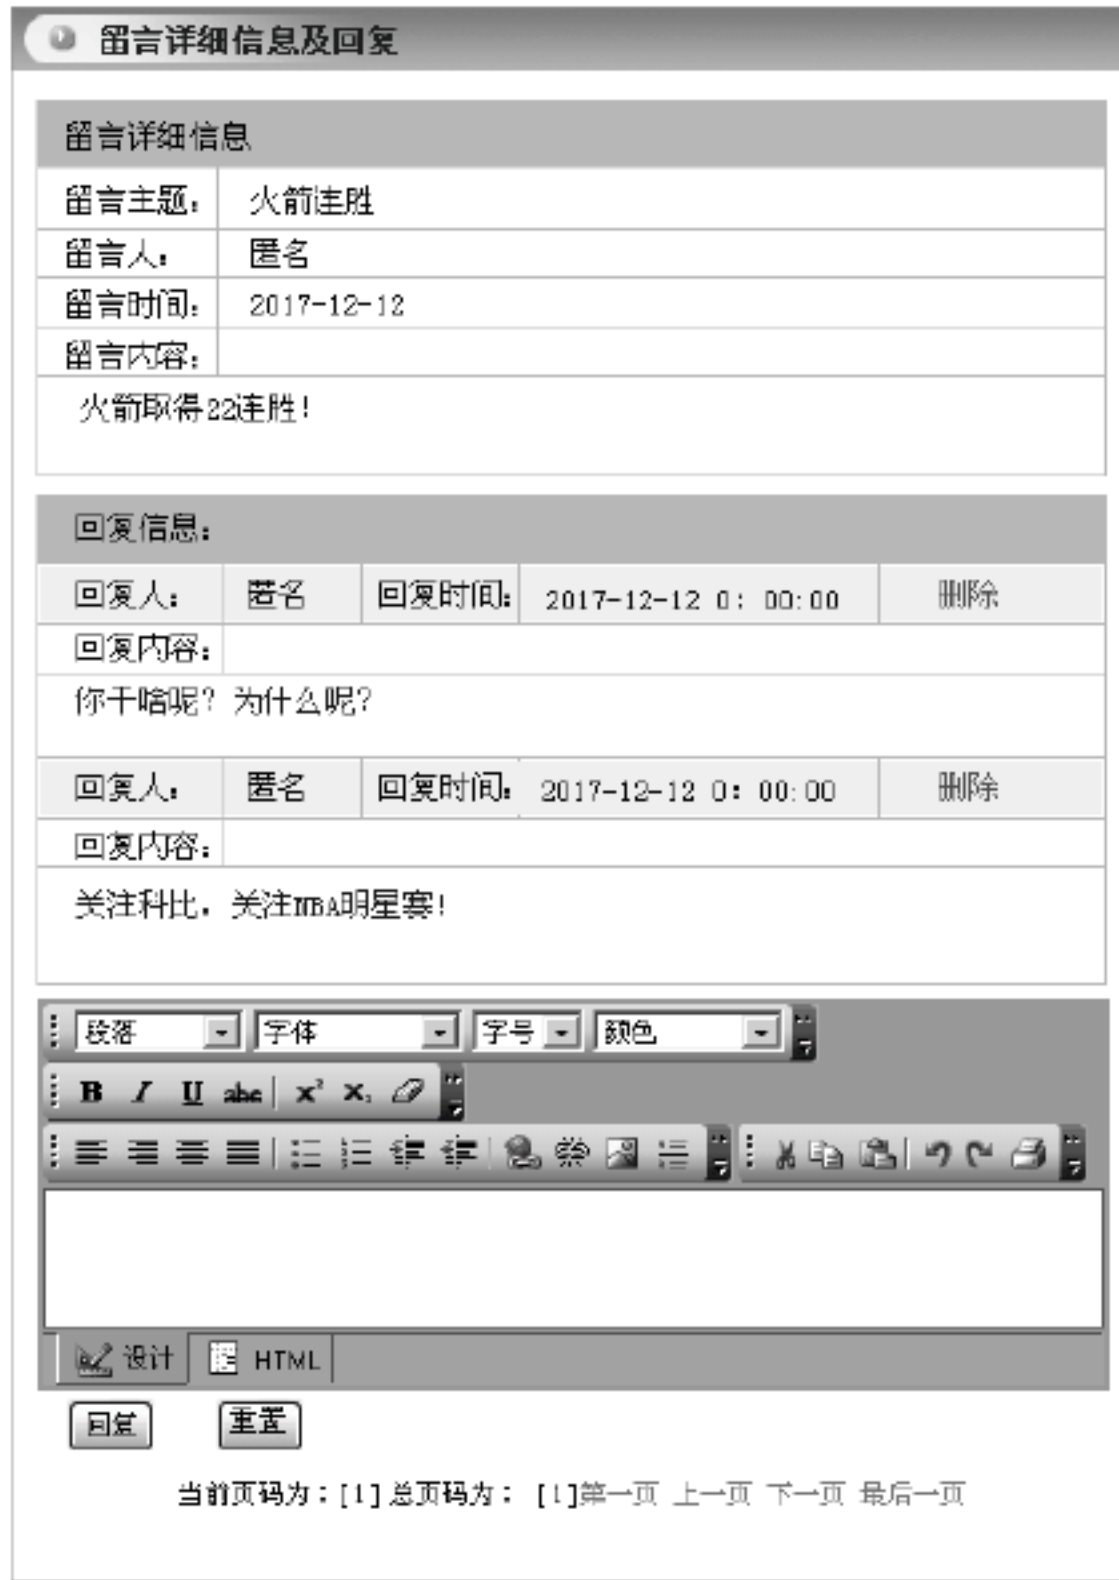 留言详细信息及回复
留言详细信息
留言主题： 火箭连胜
留言人： 匿名
留言时间： 2017-12-12
留言内容：
火箭取得22连胜！
回复信息：
回复人： 匿名 回复时间： 2017-12-12 0：00:00 删除
回复内容：
你干啥呢？为什么呢？
回复人： 匿名 回复时间： 2017-12-12 0：00:00 删除
回复内容：
关注科比，关注NBA明星赛！
段落 字体 字号 颜色
B I U abc x² x₂
设计 HTML
回复 重置
当前页码为：[1] 总页码为： [1]第一页 上一页 下一页 最后一页